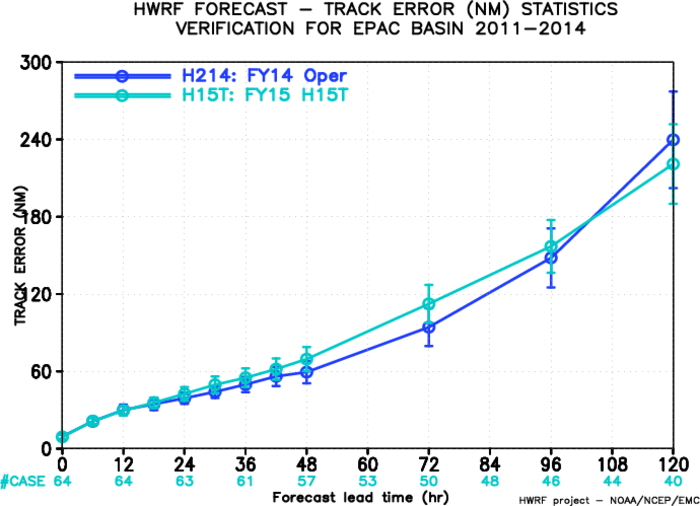 HWRF FORECAST – TRACK ERROR (NM) STATISTICS
VERIFICATION FOR EPAC BASIN 2011–2014
H214: FY14 Oper
H15T: FY15 H15T
300
240
180
120
60
0
TRACK ERROR (NM)
0 12 24 36 48 60 72 84 96 108 120
#CASE 64 64 63 61 57 53 50 48 46 44 40
Forecast lead time (hr)
HWRF project – NOAA/NCEP/EMC